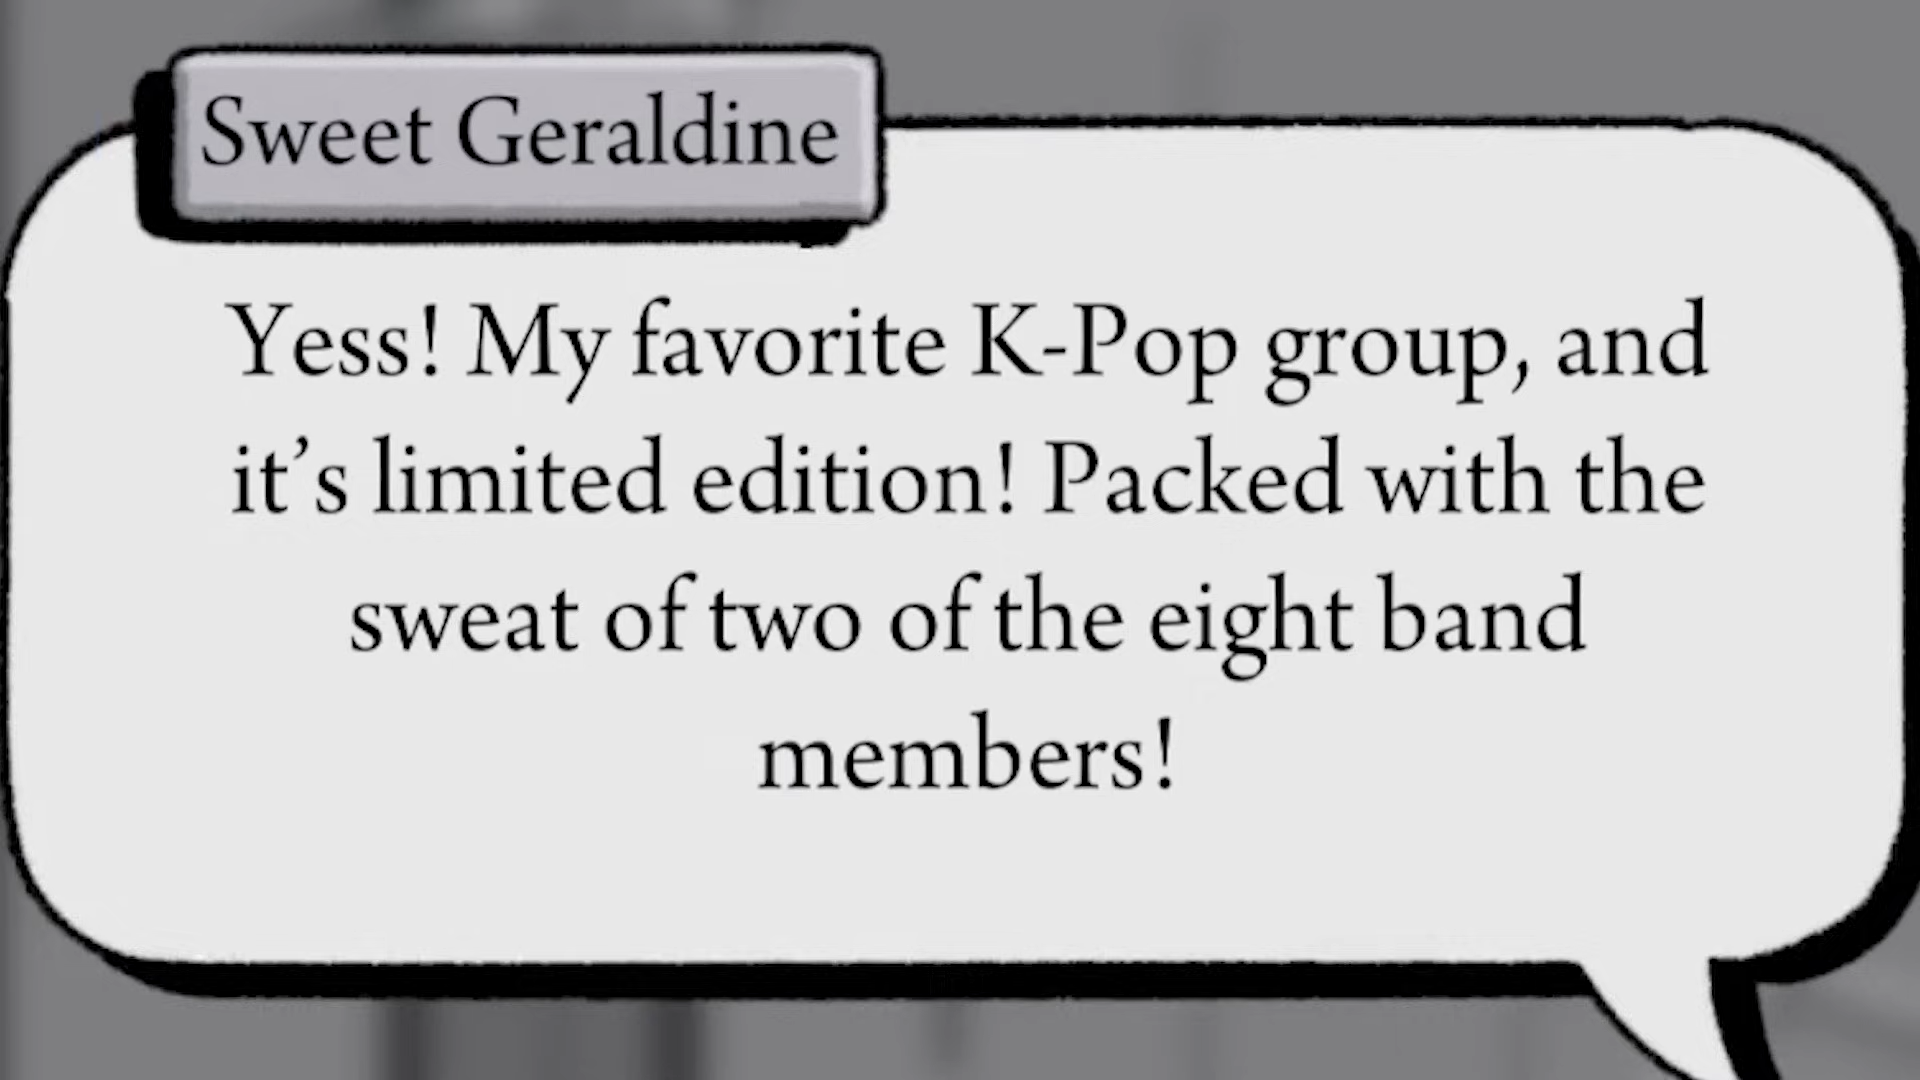 Sweet Geraldine
Yess! My favorite K-Pop group, and
it’s limited edition! Packed with the
sweat of two of the eight band
members!